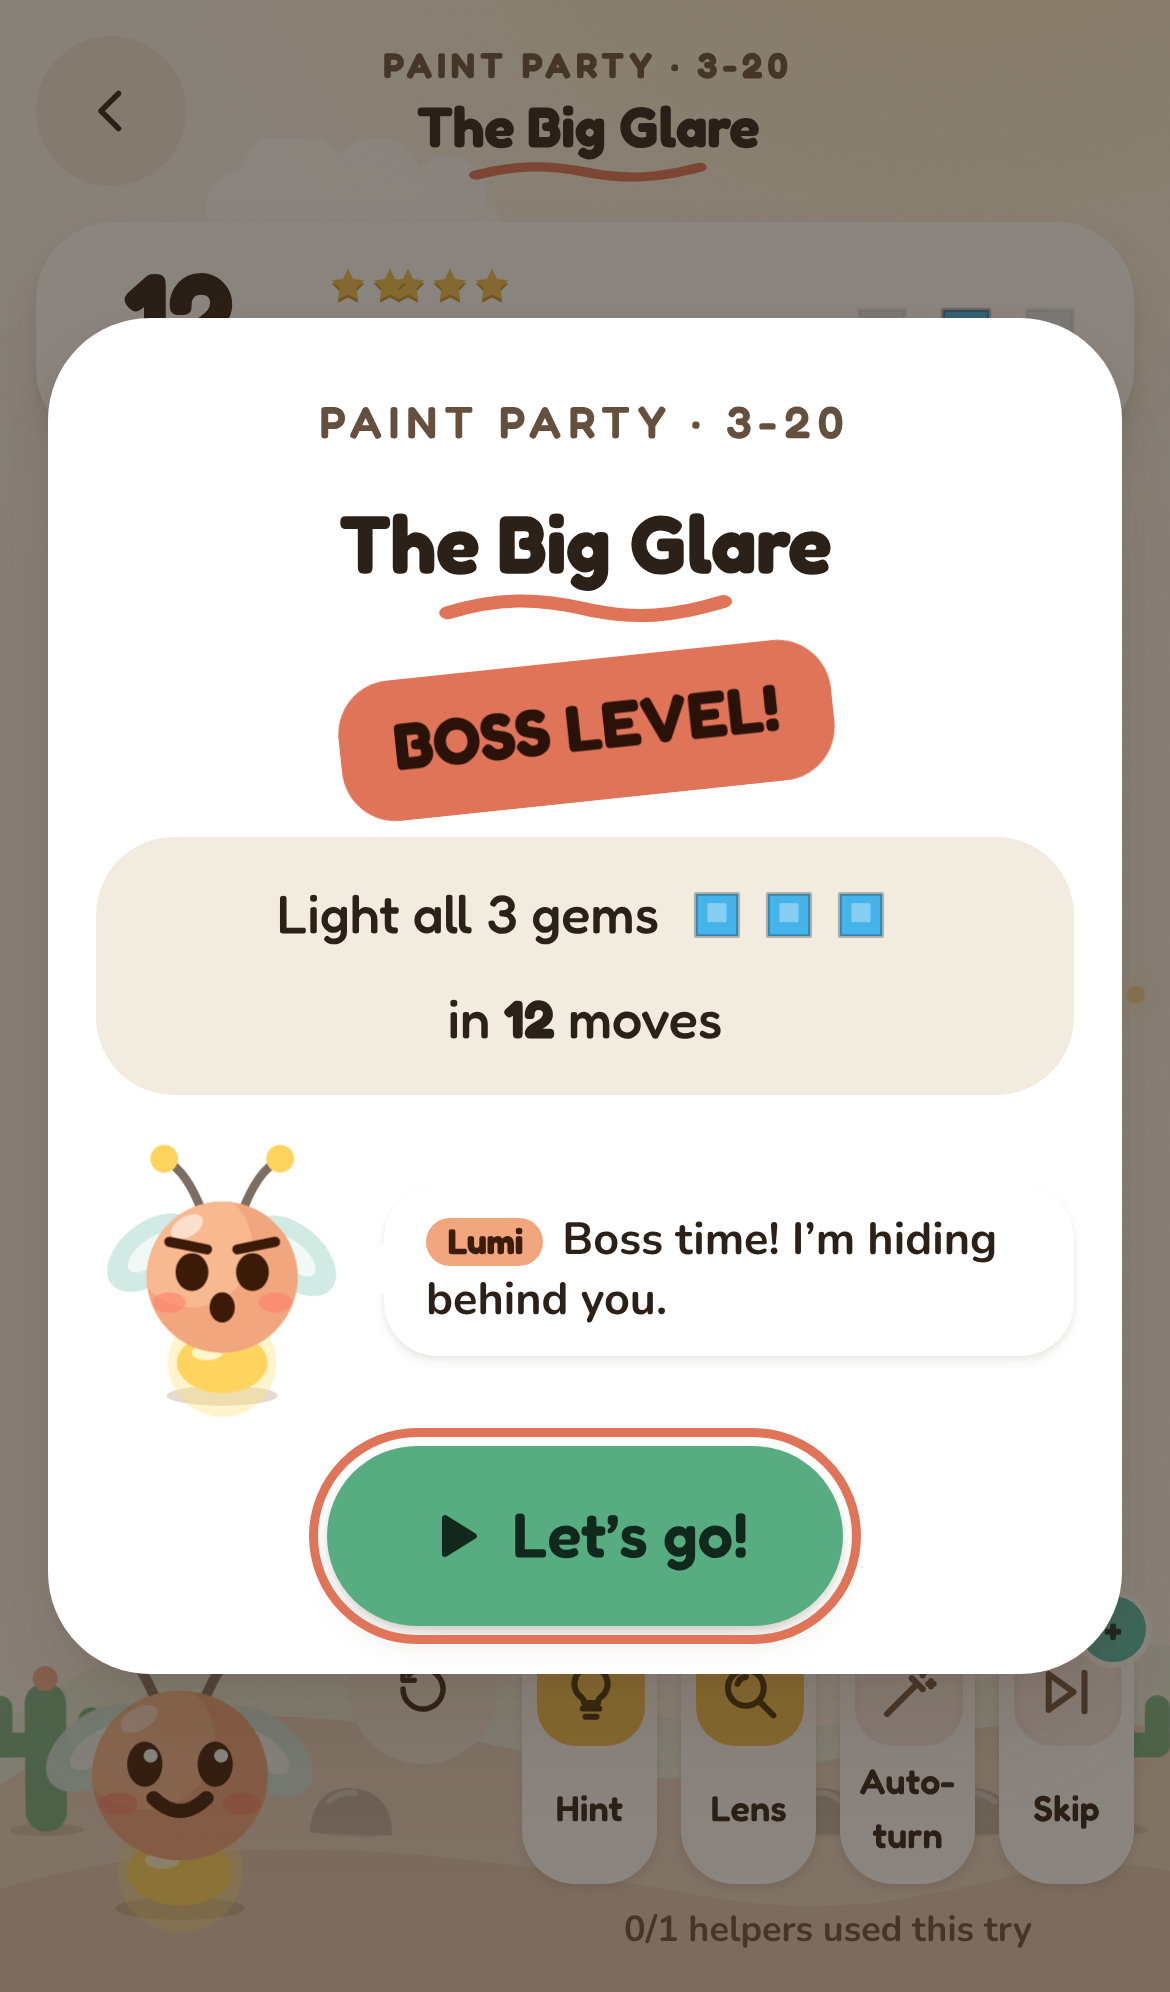 PAINT PARTY · 3-20
The Big Glare
12
PAINT PARTY · 3-20
The Big Glare
BOSS LEVEL!
Light all 3 gems
in 12 moves
Lumi Boss time! I’m hiding
behind you.
Let’s go!
+
Hint
Lens
Auto-
turn
Skip
0/1 helpers used this try